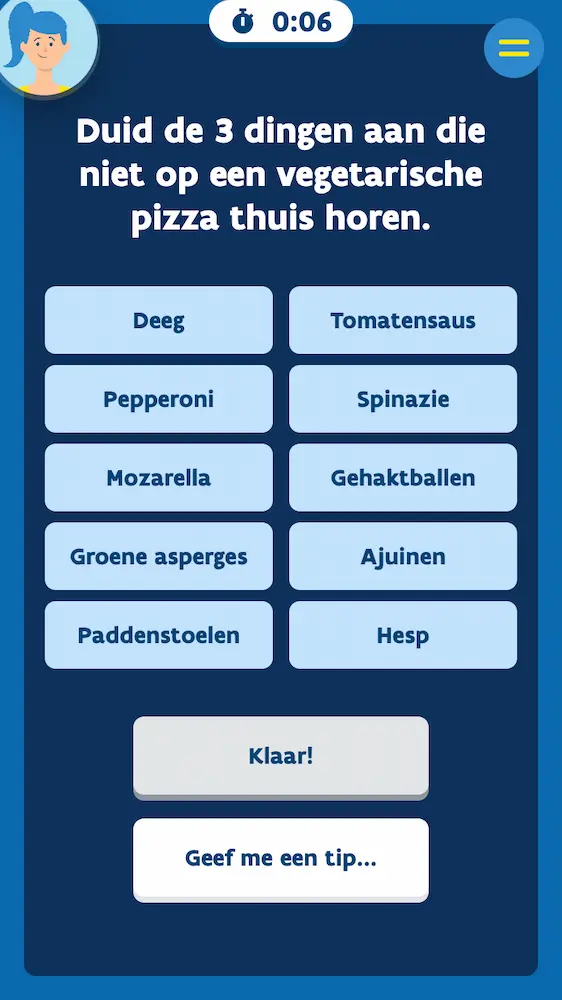 0:06
Duid de 3 dingen aan die
niet op een vegetarische
pizza thuis horen.
Deeg
Tomatensaus
Pepperoni
Spinazie
Mozarella
Gehaktballen
Groene asperges
Ajuinen
Paddenstoelen
Hesp
Klaar!
Geef me een tip...